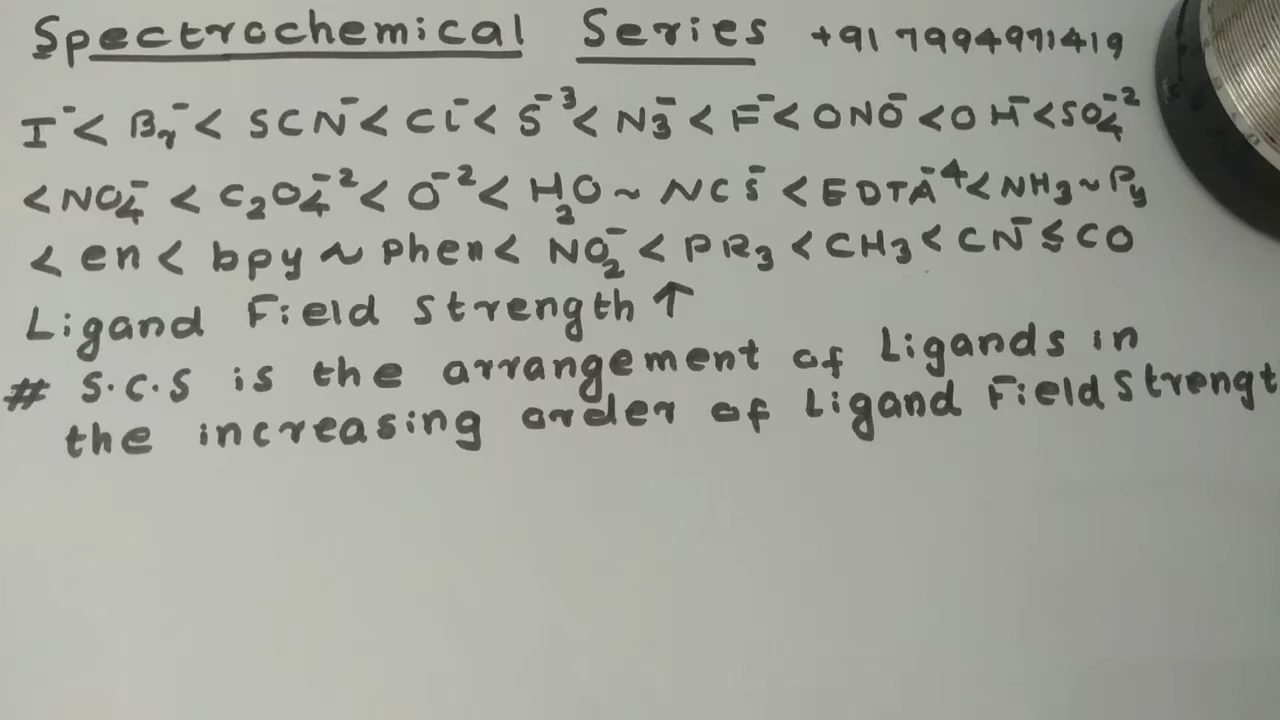 Spectrochemical Series +91 7994971419
I⁻ < Br⁻ < SCN⁻ < Cl⁻ < S⁻³ < N₃⁻ < F⁻ < ONO⁻ < OH⁻ < SO₄⁻²
< NO₄⁻ < C₂O₄⁻² < O⁻² < H₂O ~ NCS⁻ < EDTA⁻⁴ < NH₃ ~ Py
< en < bpy ~ phen < NO₂⁻ < PR₃ < CH₃ < CN⁻ ≤ CO
Ligand Field strength ↑
# S.C.S is the arrangement of Ligands in
the increasing order of Ligand Field Strengt